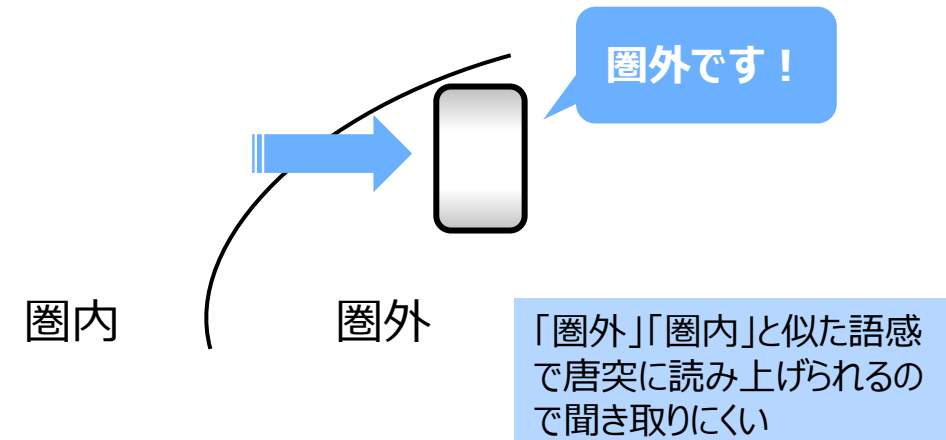 圏外です！
圏内
圏外
「圏外」「圏内」と似た語感
で唐突に読み上げられるの
で聞き取りにくい